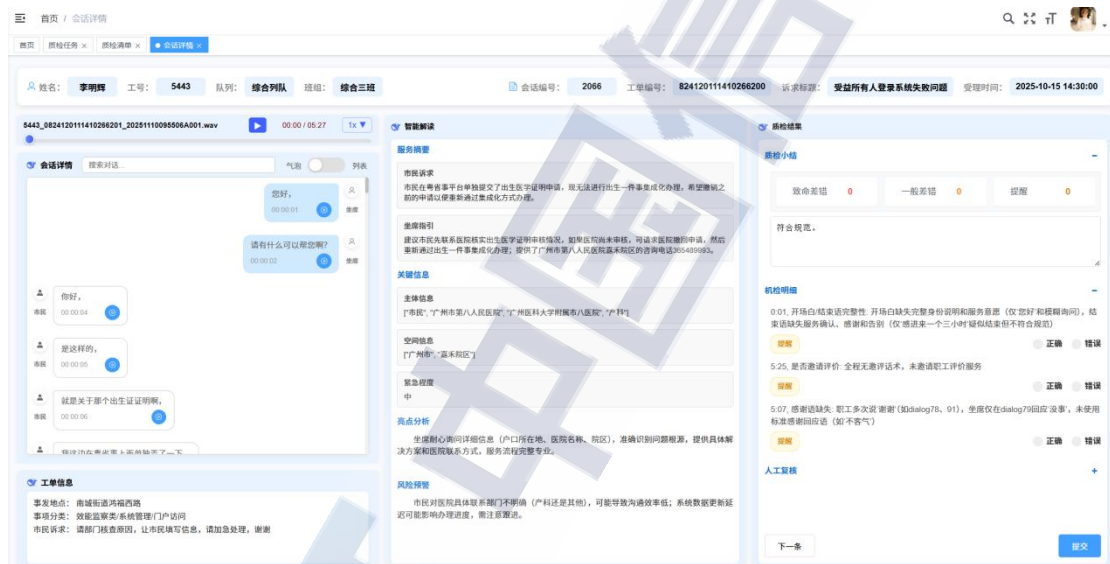 首页 / 会话详情
首页 质检任务 × 质检清单 × 会话详情 ×
姓名： 李明辉 工号： 5443 队列： 综合列队 班组： 综合三班 会话编号： 2066 工单编号： 824120111410266200 诉求标题： 受益所有人登录系统失败问题 受理时间： 2025-10-15 14:30:00
5443_0824120111410266201_20251110095506A001.wav 00:00 / 05:27 1x ▼
会话详情 搜索对话... 气泡 列表
您好，
00:00:01
坐席
请有什么可以帮您啊?
00:00:02
坐席
你好，
市民 00:00:04
是这样的，
市民 00:00:05
就是关于那个出生证证明啊，
市民 00:00:06
工单信息
事发地点： 南城街道鸿福西路
事项分类： 效能监察类/系统管理/门户访问
市民诉求： 请部门核查原因，让市民填写信息，请加急处理，谢谢
智能解读
服务摘要
市民诉求
市民在粤省事平台单独提交了出生医学证明申请，现无法进行出生一件事集成化办理，希望撤销之
前的申请以便重新通过集成化方式办理。
坐席指引
建议市民先联系医院核实出生医学证明审核情况，如果医院尚未审核，可请求医院撤回申请，然后
重新通过出生一件事集成化办理；提供了广州市第八人民医院嘉禾院区的咨询电话365489993。
关键信息
主体信息
["市民", "广州市第八人民医院", "广州医科大学附属市八医院", "产科"]
空间信息
["广州市", "嘉禾院区"]
紧急程度
中
亮点分析
坐席耐心询问详细信息（户口所在地、医院名称、院区），准确识别问题根源，提供具体解
决方案和医院联系方式，服务流程完整专业。
风险预警
市民对医院具体联系部门不明确（产科还是其他），可能导致沟通效率低；系统数据更新延
迟可能影响办理进度，需注意跟进。
质检结果
质检小结 −
致命差错 0 一般差错 0 提醒 0
符合规范。
机检明细 −
0:01, 开场白/结束语完整性: 开场白缺失完整身份说明和服务意愿（仅'您好'和模糊询问），结
束语缺失服务确认、感谢和告别（仅'感进来一个三小时'疑似结束但不符合规范）
提醒 正确 错误
5:25, 是否邀请评价: 全程无邀评话术，未邀请职工评价服务
提醒 正确 错误
5:07, 感谢语缺失: 职工多次说'谢谢'(如dialog78、91），坐席仅在dialog79回应'没事'，未使用
标准感谢回应语（如'不客气'）
提醒 正确 错误
人工复核 +
下一条 提交